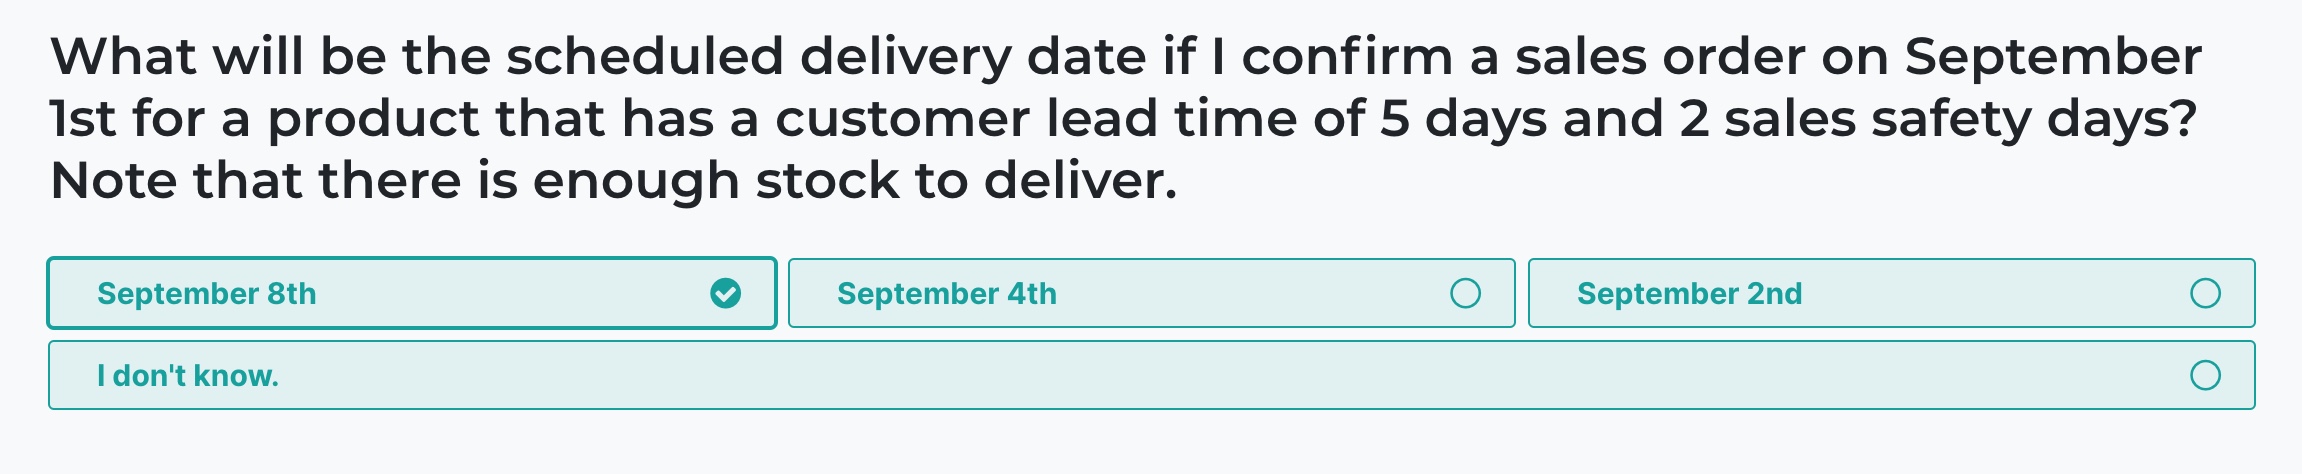 What will be the scheduled delivery date if I confirm a sales order on September
1st for a product that has a customer lead time of 5 days and 2 sales safety days?
Note that there is enough stock to deliver.
September 8th
September 4th
September 2nd
I don't know.